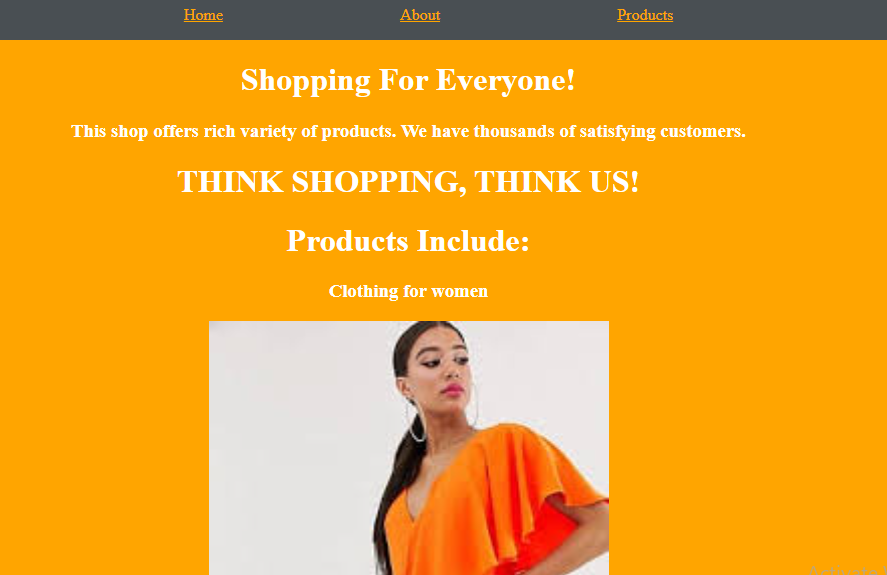 Home About Products
Shopping For Everyone!
This shop offers rich variety of products. We have thousands of satisfying customers.
THINK SHOPPING, THINK US!
Products Include:
Clothing for women
Activate